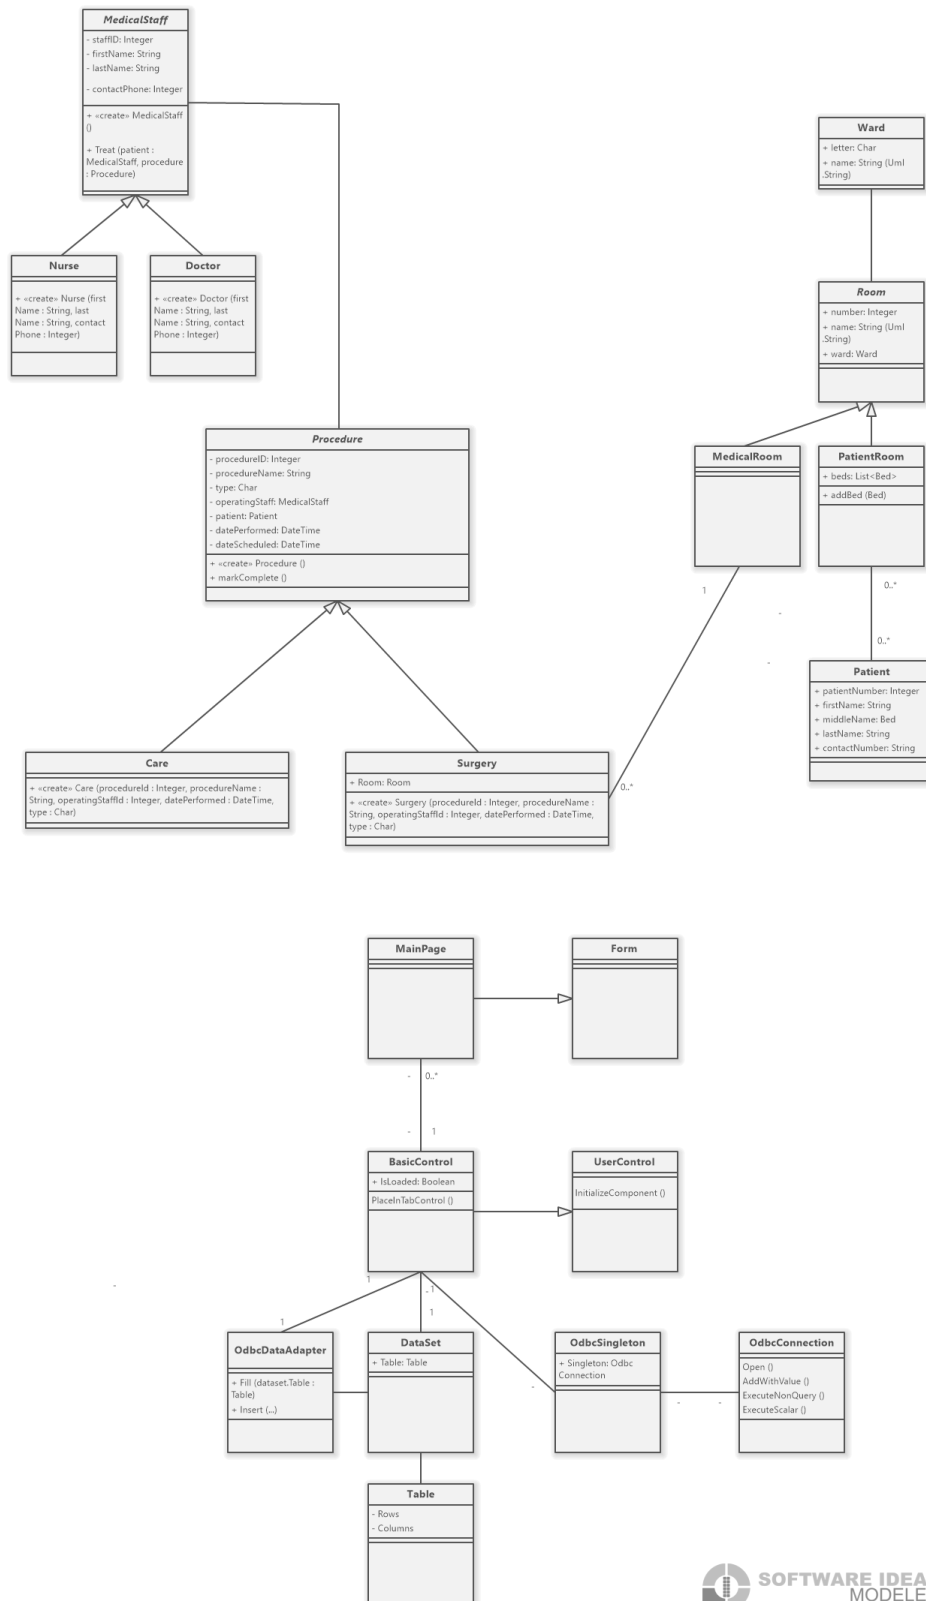 MedicalStaff
- staffID: Integer
- firstName: String
- lastName: String
- contactPhone: Integer
+ «create» MedicalStaff
()
+ Treat (patient :
MedicalStaff, procedure
: Procedure)
Ward
+ letter: Char
+ name: String (Uml
.String)
Nurse
+ «create» Nurse (first
Name : String, last
Name : String, contact
Phone : Integer)
Doctor
+ «create» Doctor (first
Name : String, last
Name : String, contact
Phone : Integer)
Room
+ number: Integer
+ name: String (Uml
.String)
+ ward: Ward
Procedure
- procedureID: Integer
- procedureName: String
- type: Char
- operatingStaff: MedicalStaff
- patient: Patient
- datePerformed: DateTime
- dateScheduled: DateTime
+ «create» Procedure ()
+ markComplete ()
MedicalRoom
PatientRoom
+ beds: List<Bed>
+ addBed (Bed)
1
-
0..*
-
0..*
Patient
+ patientNumber: Integer
+ firstName: String
+ middleName: Bed
+ lastName: String
+ contactNumber: String
Care
+ «create» Care (procedureId : Integer, procedureName :
String, operatingStaffId : Integer, datePerformed : DateTime,
type : Char)
Surgery
+ Room: Room
+ «create» Surgery (procedureId : Integer, procedureName :
String, operatingStaffId : Integer, datePerformed : DateTime,
type : Char)
0..*
MainPage
Form
- 0..*
- 1
BasicControl
+ IsLoaded: Boolean
PlaceInTabControl ()
UserControl
InitializeComponent ()
-
1
- 1
1
1
OdbcDataAdapter
+ Fill (dataset.Table :
Table)
+ Insert (...)
DataSet
+ Table: Table
-
OdbcSingleton
+ Singleton: Odbc
Connection
- -
OdbcConnection
Open ()
AddWithValue ()
ExecuteNonQuery ()
ExecuteScalar ()
Table
- Rows
- Columns
SOFTWARE IDEA
MODELE